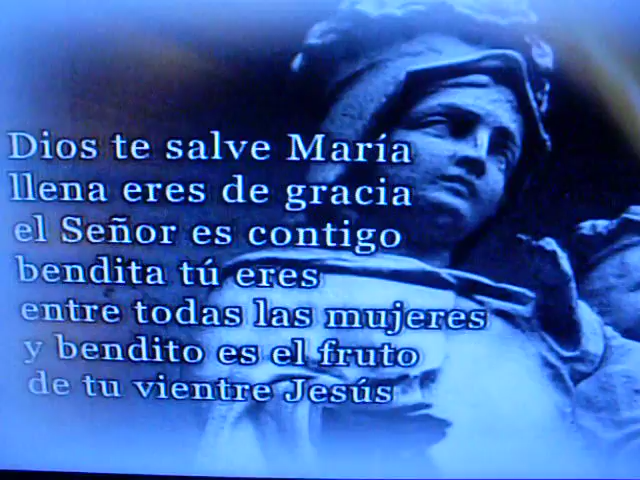 Dios te salve María
llena eres de gracia
el Señor es contigo
bendita tú eres
entre todas las mujeres
y bendito es el fruto
de tu vientre Jesús